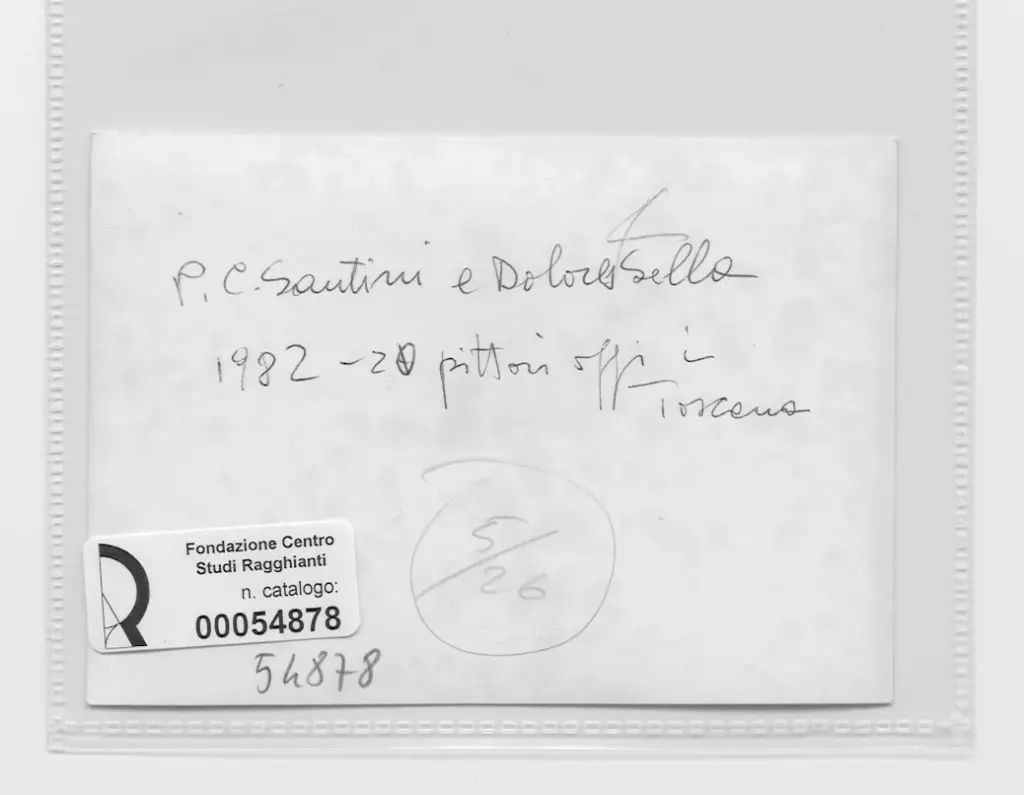 P. C. Santini e Dolores Sella
1982 - 20 pittori oggi in
Toscana
5/26
Fondazione Centro
Studi Ragghianti
n. catalogo:
00054878
54878